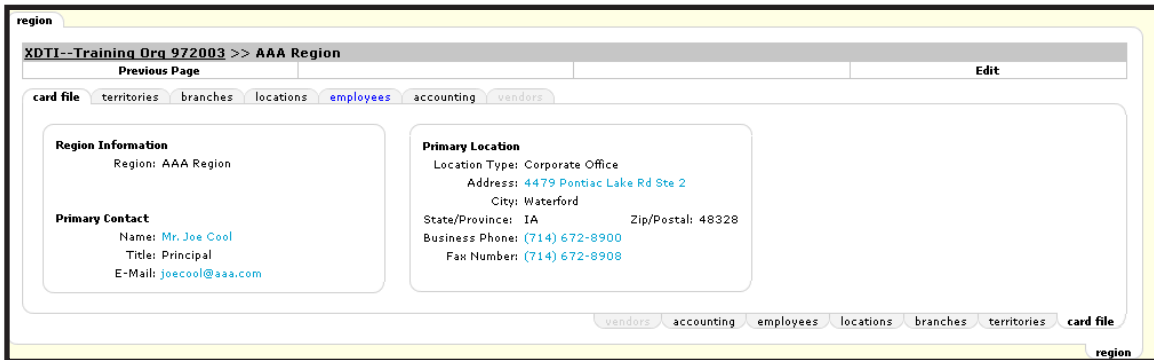 region
XDTI--Training Org 972003 >> AAA Region
Previous Page Edit
card file territories branches locations employees accounting vendors
Region Information
Region: AAA Region
Primary Contact
Name: Mr. Joe Cool
Title: Principal
E-Mail: joecool@aaa.com
Primary Location
Location Type: Corporate Office
Address: 4479 Pontiac Lake Rd Ste 2
City: Waterford
State/Province: IA Zip/Postal: 48328
Business Phone: (714) 672-8900
Fax Number: (714) 672-8908
vendors accounting employees locations branches territories card file
region